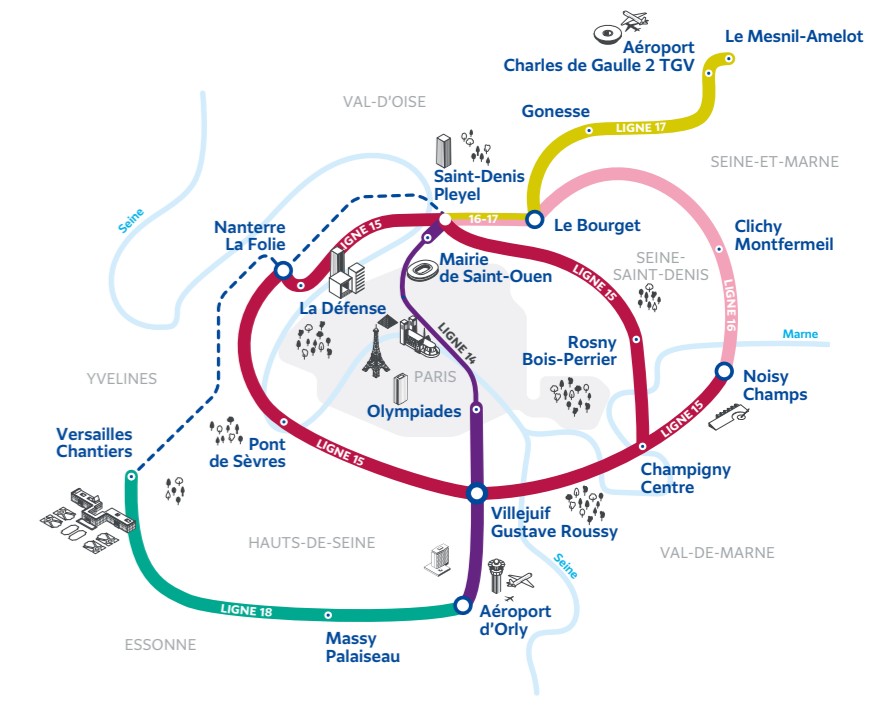 Le Mesnil-Amelot
Aéroport
Charles de Gaulle 2 TGV
VAL-D'OISE
Gonesse
LIGNE 17
SEINE-ET-MARNE
Saint-Denis
Pleyel
Seine
Nanterre
La Folie
LIGNE 15
16-17
Le Bourget
Clichy
Montfermeil
Mairie
de Saint-Ouen
SEINE-
SAINT-DENIS
LIGNE 15
La Défense
LIGNE 16
LIGNE 14
Rosny
Bois-Perrier
Marne
YVELINES
PARIS
Noisy
Champs
Olympiades
LIGNE 15
Versailles
Chantiers
Pont
de Sèvres
LIGNE 15
Champigny
Centre
Villejuif
Gustave Roussy
HAUTS-DE-SEINE
VAL-DE-MARNE
Seine
LIGNE 18
Aéroport
d'Orly
ESSONNE
Massy
Palaiseau